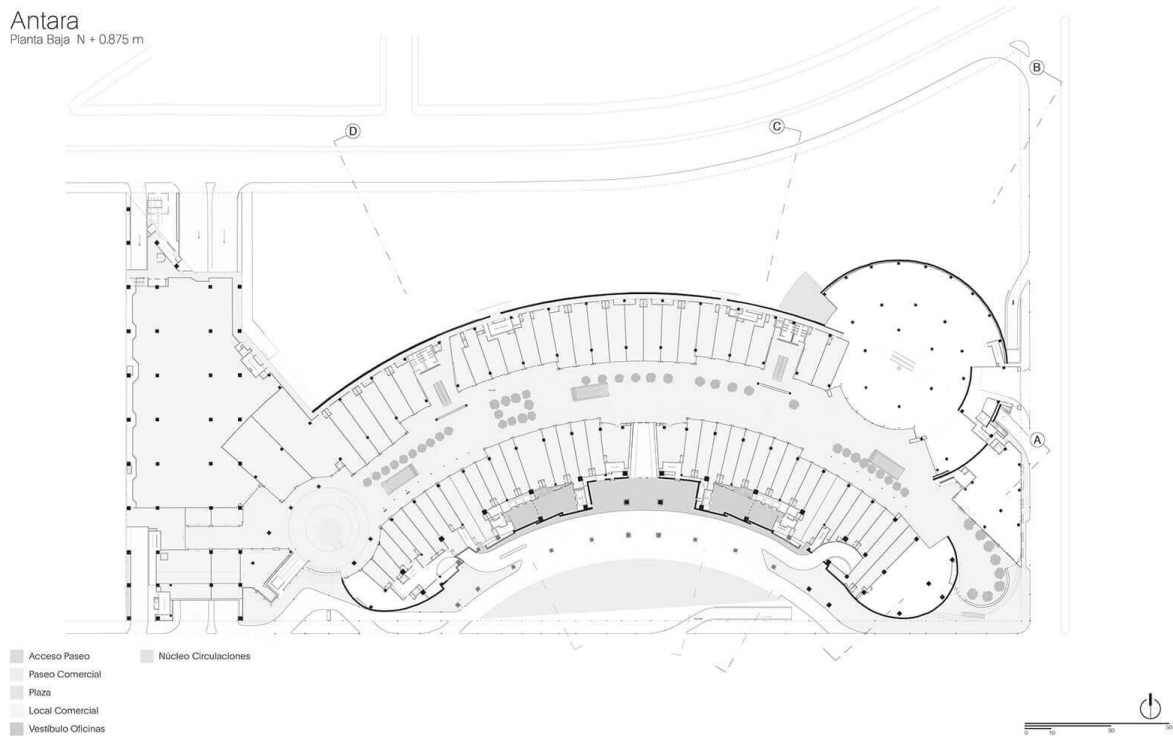 Antara
Planta Baja N + 0.875 m
B
D
C
A
Acceso Paseo
Núcleo Circulaciones
Paseo Comercial
Plaza
Local Comercial
Vestíbulo Oficinas
0 10 30 50